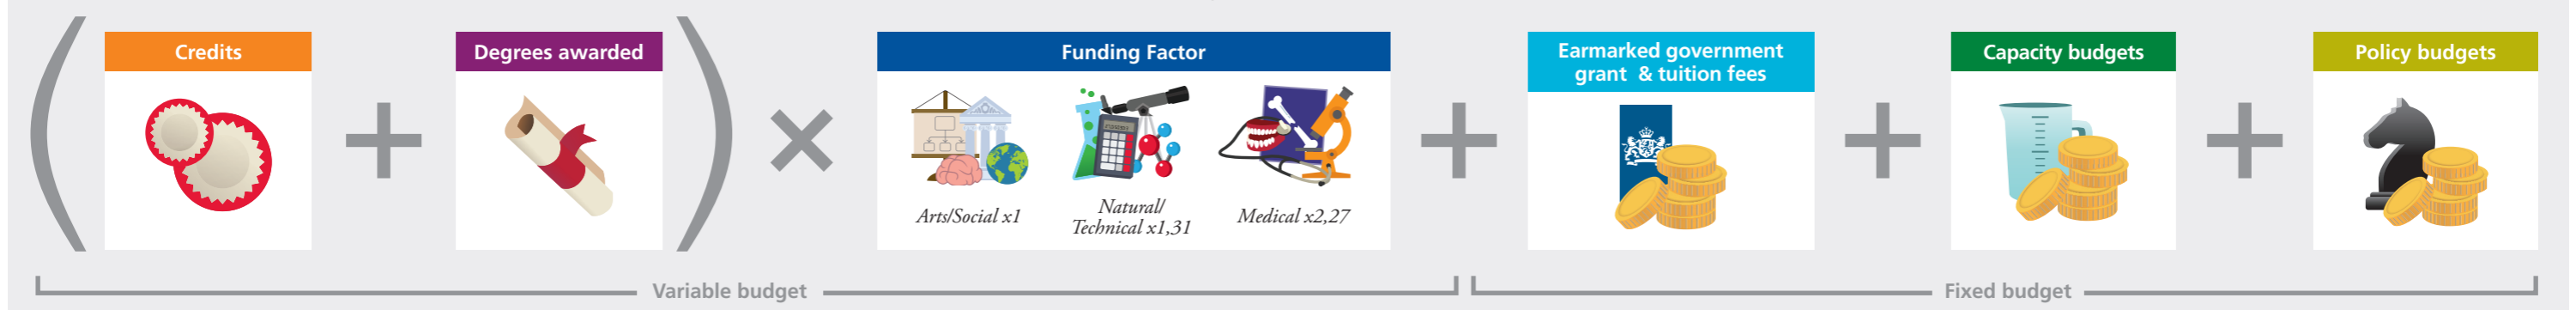 Credits
Degrees awarded
Funding Factor
Arts/Social x1
Natural/
Technical x1,31
Medical x2,27
Earmarked government
grant & tuition fees
Capacity budgets
Policy budgets
Variable budget
Fixed budget